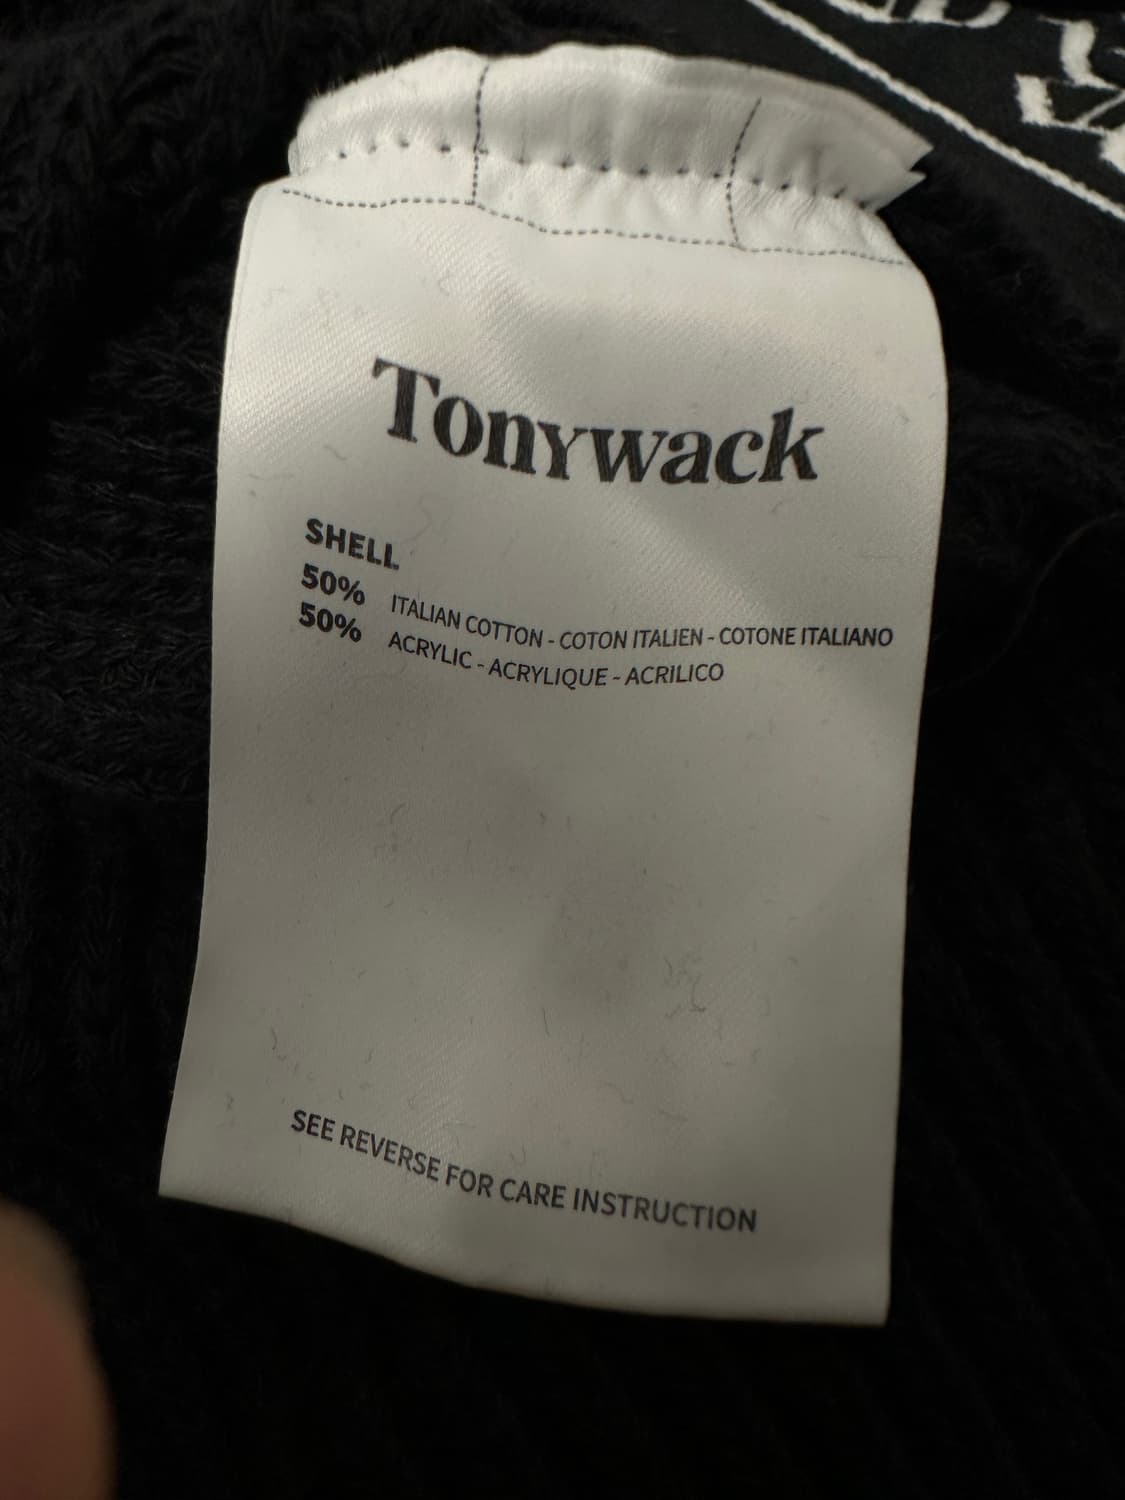 Tonywack
SHELL
50% ITALIAN COTTON - COTON ITALIEN - COTONE ITALIANO
50% ACRYLIC - ACRYLIQUE - ACRILICO
SEE REVERSE FOR CARE INSTRUCTION